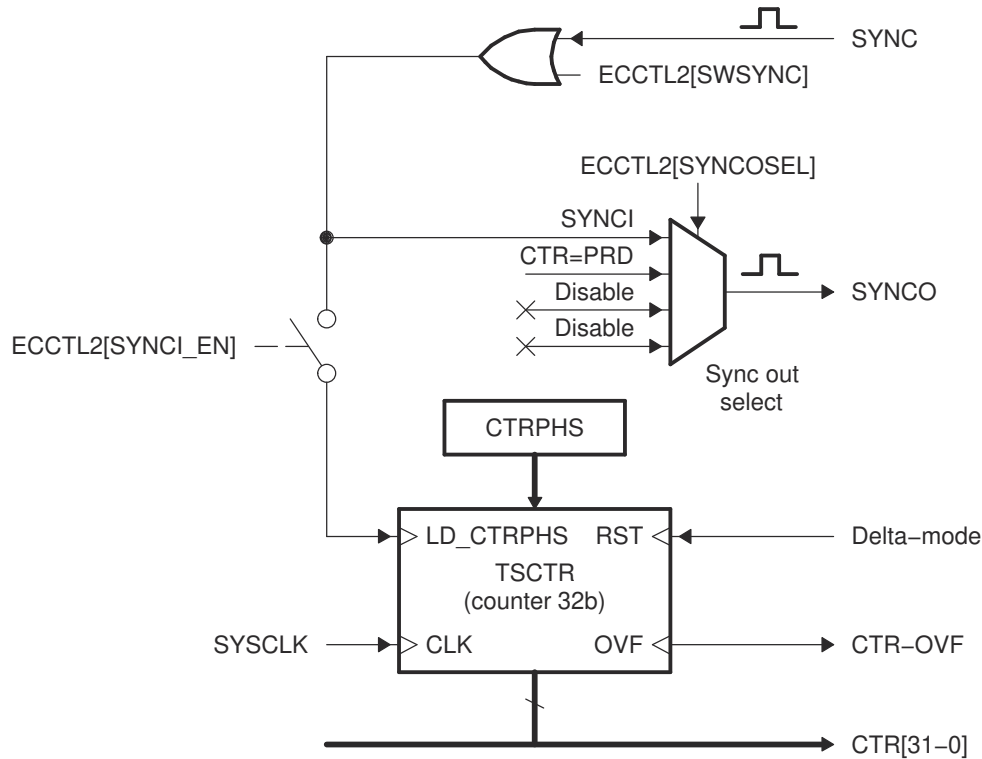 SYNC
ECCTL2[SWSYNC]
ECCTL2[SYNCOSEL]
SYNCI
CTR=PRD
Disable
SYNCO
Disable
ECCTL2[SYNCI_EN]
Sync out
select
CTRPHS
LD_CTRPHS
RST
Delta−mode
TSCTR
(counter 32b)
SYSCLK
CLK
OVF
CTR−OVF
CTR[31−0]